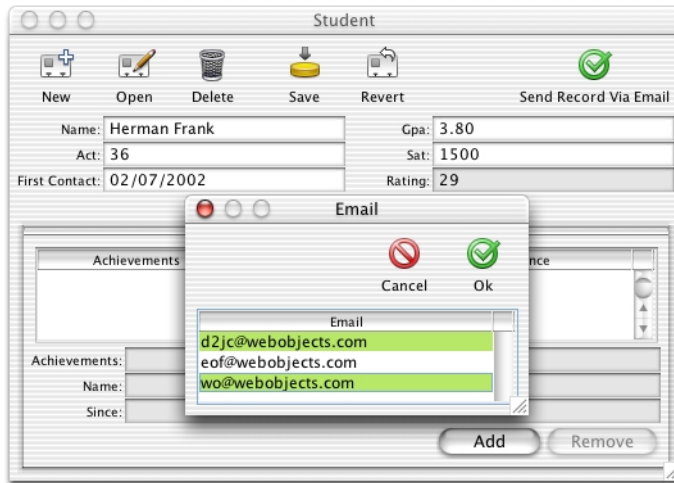 Student
New Open Delete Save Revert Send Record Via Email
Name: Herman Frank Gpa: 3.80
Act: 36 Sat: 1500
First Contact: 02/07/2002 Rating: 29
Email
Cancel Ok
Achievements nce
Email
d2jc@webobjects.com
eof@webobjects.com
wo@webobjects.com
Achievements:
Name:
Since:
Add Remove